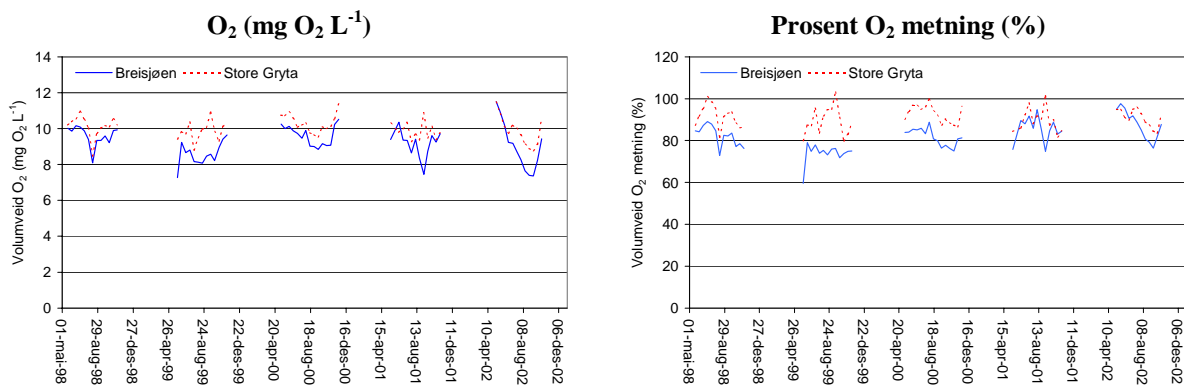 O₂ (mg O₂ L⁻¹)
Volumveid O₂ (mg O₂ L⁻¹)
14
12
10
8
6
4
2
0
Breisjøen
Store Gryta
01-mai-98
29-aug-98
27-des-98
26-apr-99
24-aug-99
22-des-99
20-apr-00
18-aug-00
16-des-00
15-apr-01
13-aug-01
11-des-01
10-apr-02
08-aug-02
06-des-02
Prosent O₂ metning (%)
Volumveid O₂ metning (%)
120
100
80
60
40
20
0
Breisjøen
Store Gryta
01-mai-98
29-aug-98
27-des-98
26-apr-99
24-aug-99
22-des-99
20-apr-00
18-aug-00
16-des-00
15-apr-01
13-aug-01
11-des-01
10-apr-02
08-aug-02
06-des-02